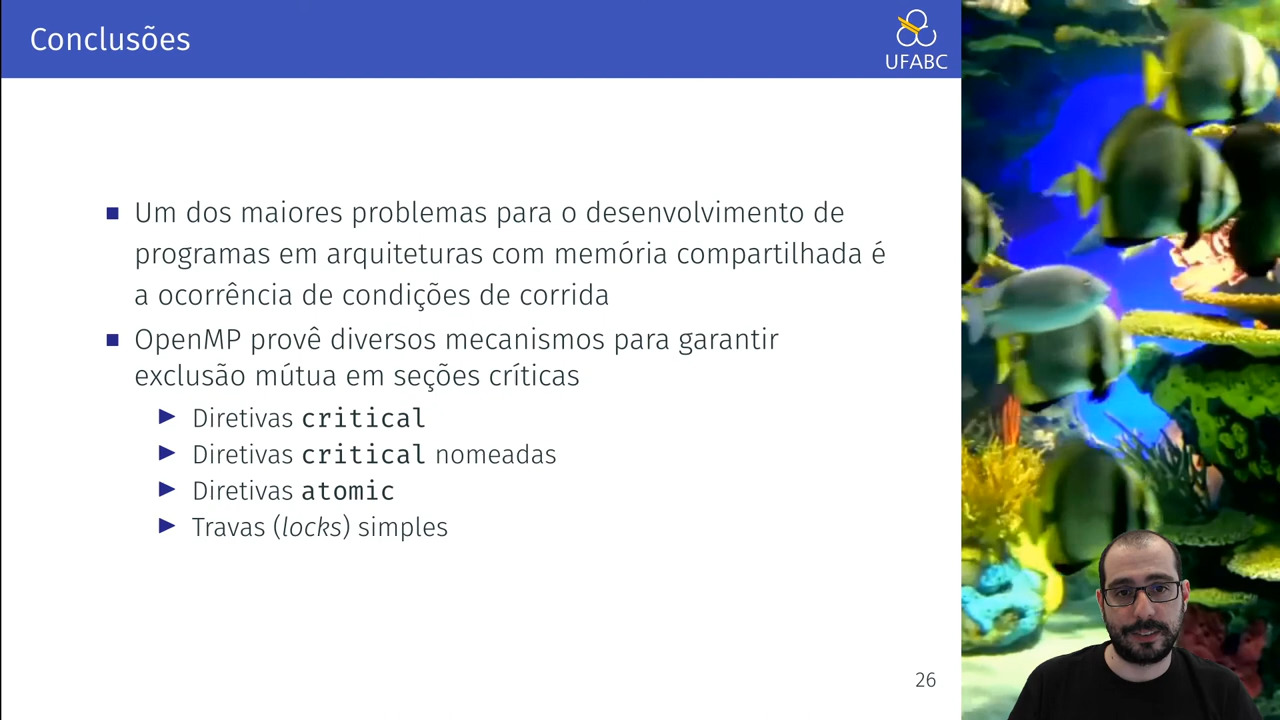 Conclusões
UFABC
Um dos maiores problemas para o desenvolvimento de
programas em arquiteturas com memória compartilhada é
a ocorrência de condições de corrida
OpenMP provê diversos mecanismos para garantir
exclusão mútua em seções críticas
Diretivas critical
Diretivas critical nomeadas
Diretivas atomic
Travas (locks) simples
26